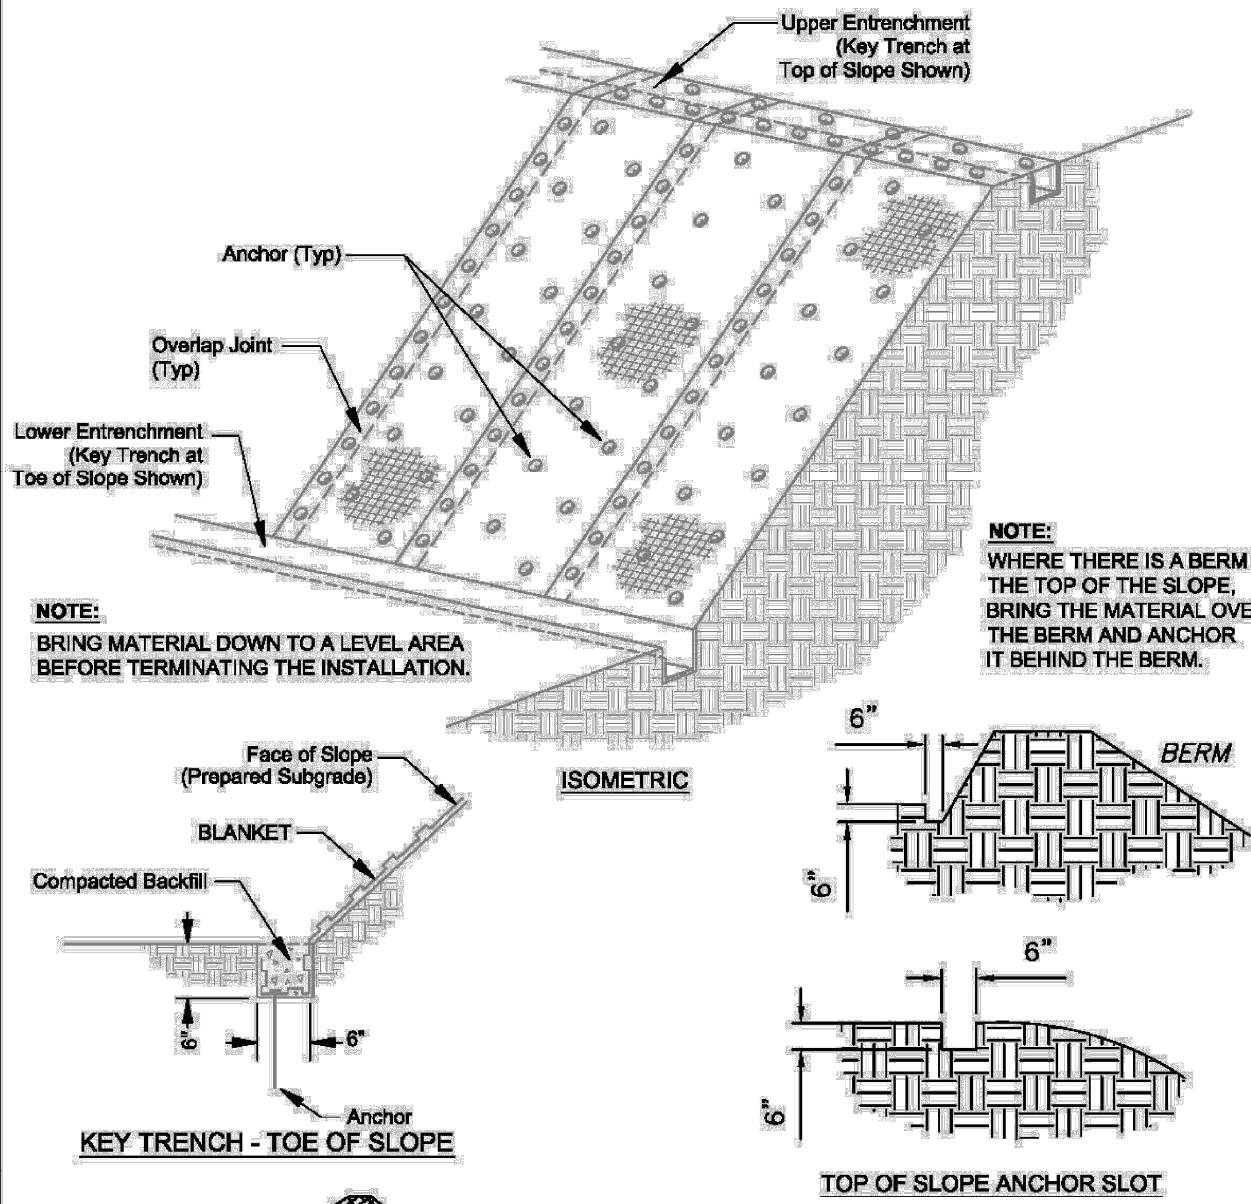 Upper Entrenchment
(Key Trench at
Top of Slope Shown)
Anchor (Typ)
Overlap Joint
(Typ)
Lower Entrenchment
(Key Trench at
Toe of Slope Shown)
NOTE:
BRING MATERIAL DOWN TO A LEVEL AREA
BEFORE TERMINATING THE INSTALLATION.
NOTE:
WHERE THERE IS A BERM
THE TOP OF THE SLOPE,
BRING THE MATERIAL OVE
THE BERM AND ANCHOR
IT BEHIND THE BERM.
ISOMETRIC
Face of Slope
(Prepared Subgrade)
BLANKET
Compacted Backfill
6"
6"
Anchor
KEY TRENCH - TOE OF SLOPE
6"
BERM
6"
6"
6"
TOP OF SLOPE ANCHOR SLOT